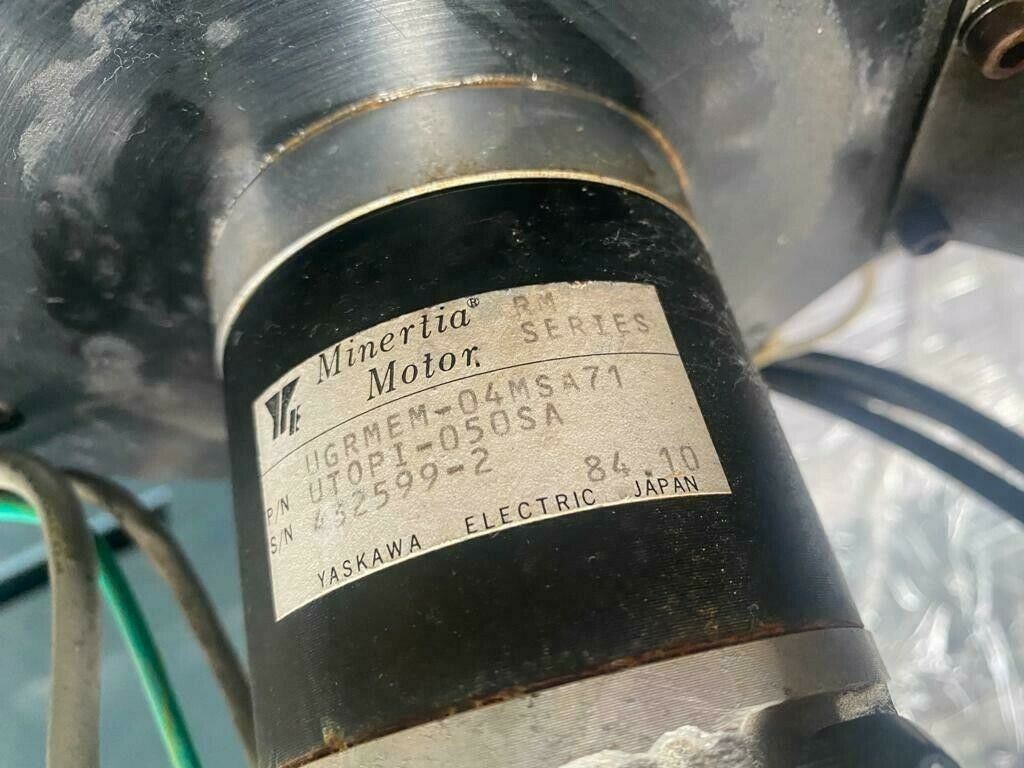 Minertia® RM
Motor. SERIES
UGRMEM-04MSA71
P/N UTOPI-050SA
S/N 432599-2 84.10
YASKAWA ELECTRIC JAPAN